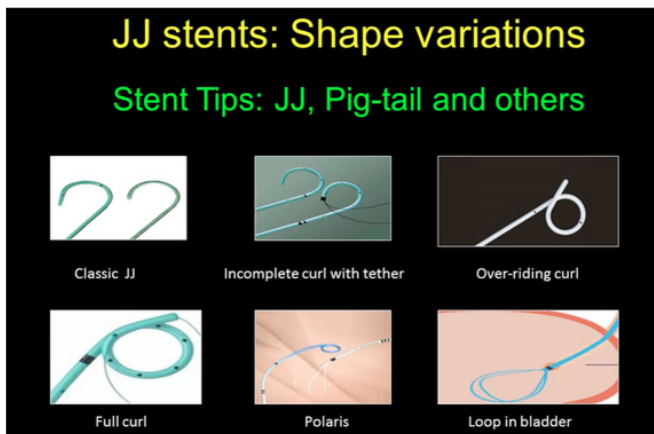 JJ stents: Shape variations
Stent Tips: JJ, Pig-tail and others
Classic JJ
Incomplete curl with tether
Over-riding curl
Full curl
Polaris
Loop in bladder